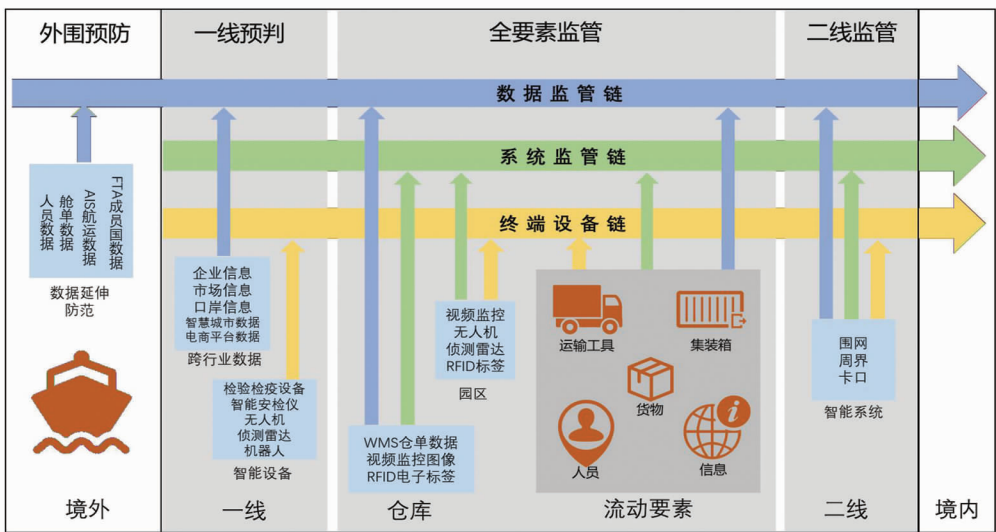 外围预防
一线预判
全要素监管
二线监管
数据监管链
系统监管链
终端设备链
FTA成员国数据
AIS航运数据
舱单数据
人员数据
数据延伸
防范
企业信息
市场信息
口岸信息
智慧城市数据
电商平台数据
跨行业数据
检验检疫设备
智能安检仪
无人机
侦测雷达
机器人
智能设备
WMS仓单数据
视频监控图像
RFID电子标签
视频监控
无人机
侦测雷达
RFID标签
园区
运输工具
集装箱
货物
人员
信息
围网
周界
卡口
智能系统
境外
一线
仓库
流动要素
二线
境内